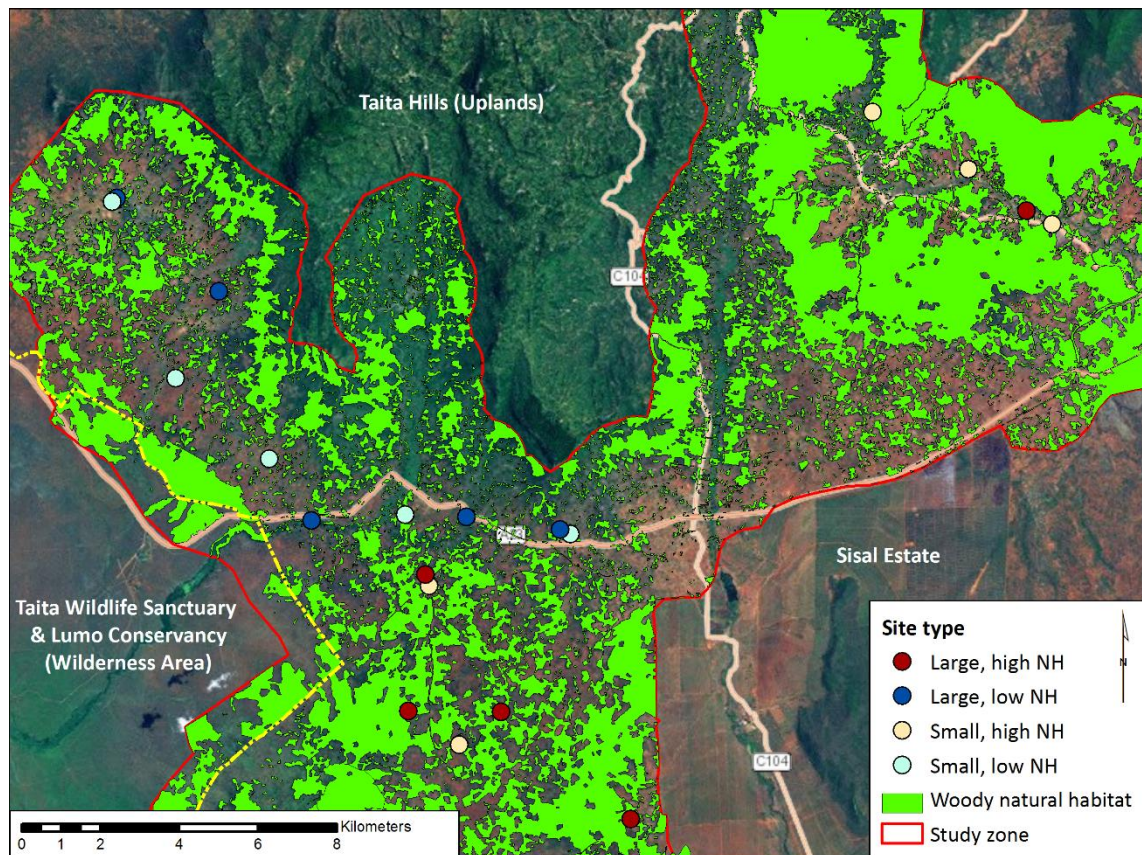 Taita Hills (Uplands)
C104
Sisal Estate
Taita Wildlife Sanctuary
& Lumo Conservancy
(Wilderness Area)
Site type
Large, high NH
Large, low NH
Small, high NH
Small, low NH
Woody natural habitat
Study zone
N
C104
Kilometers
0 1 2 4 6 8